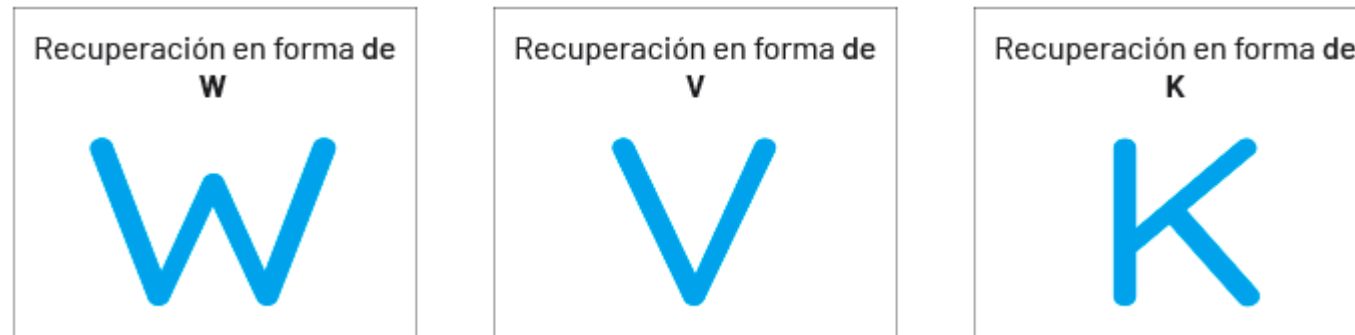 Recuperación en forma de
W
W
Recuperación en forma de
V
V
Recuperación en forma de
K
K